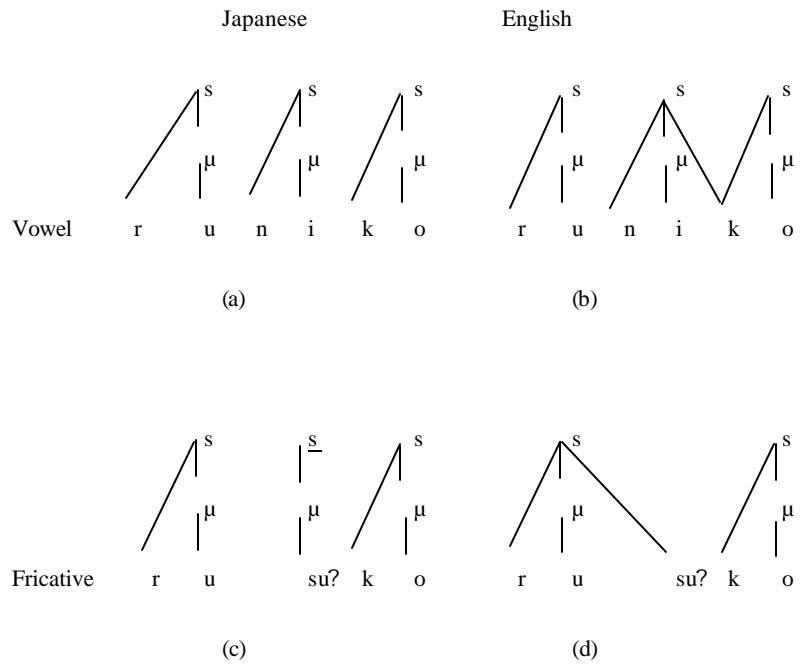 Japanese English
s s s s s s
μ μ μ μ μ μ
Vowel r u n i k o r u n i k o
(a) (b)
s s s s s
μ μ μ μ μ
Fricative r u su? k o r u su? k o
(c) (d)